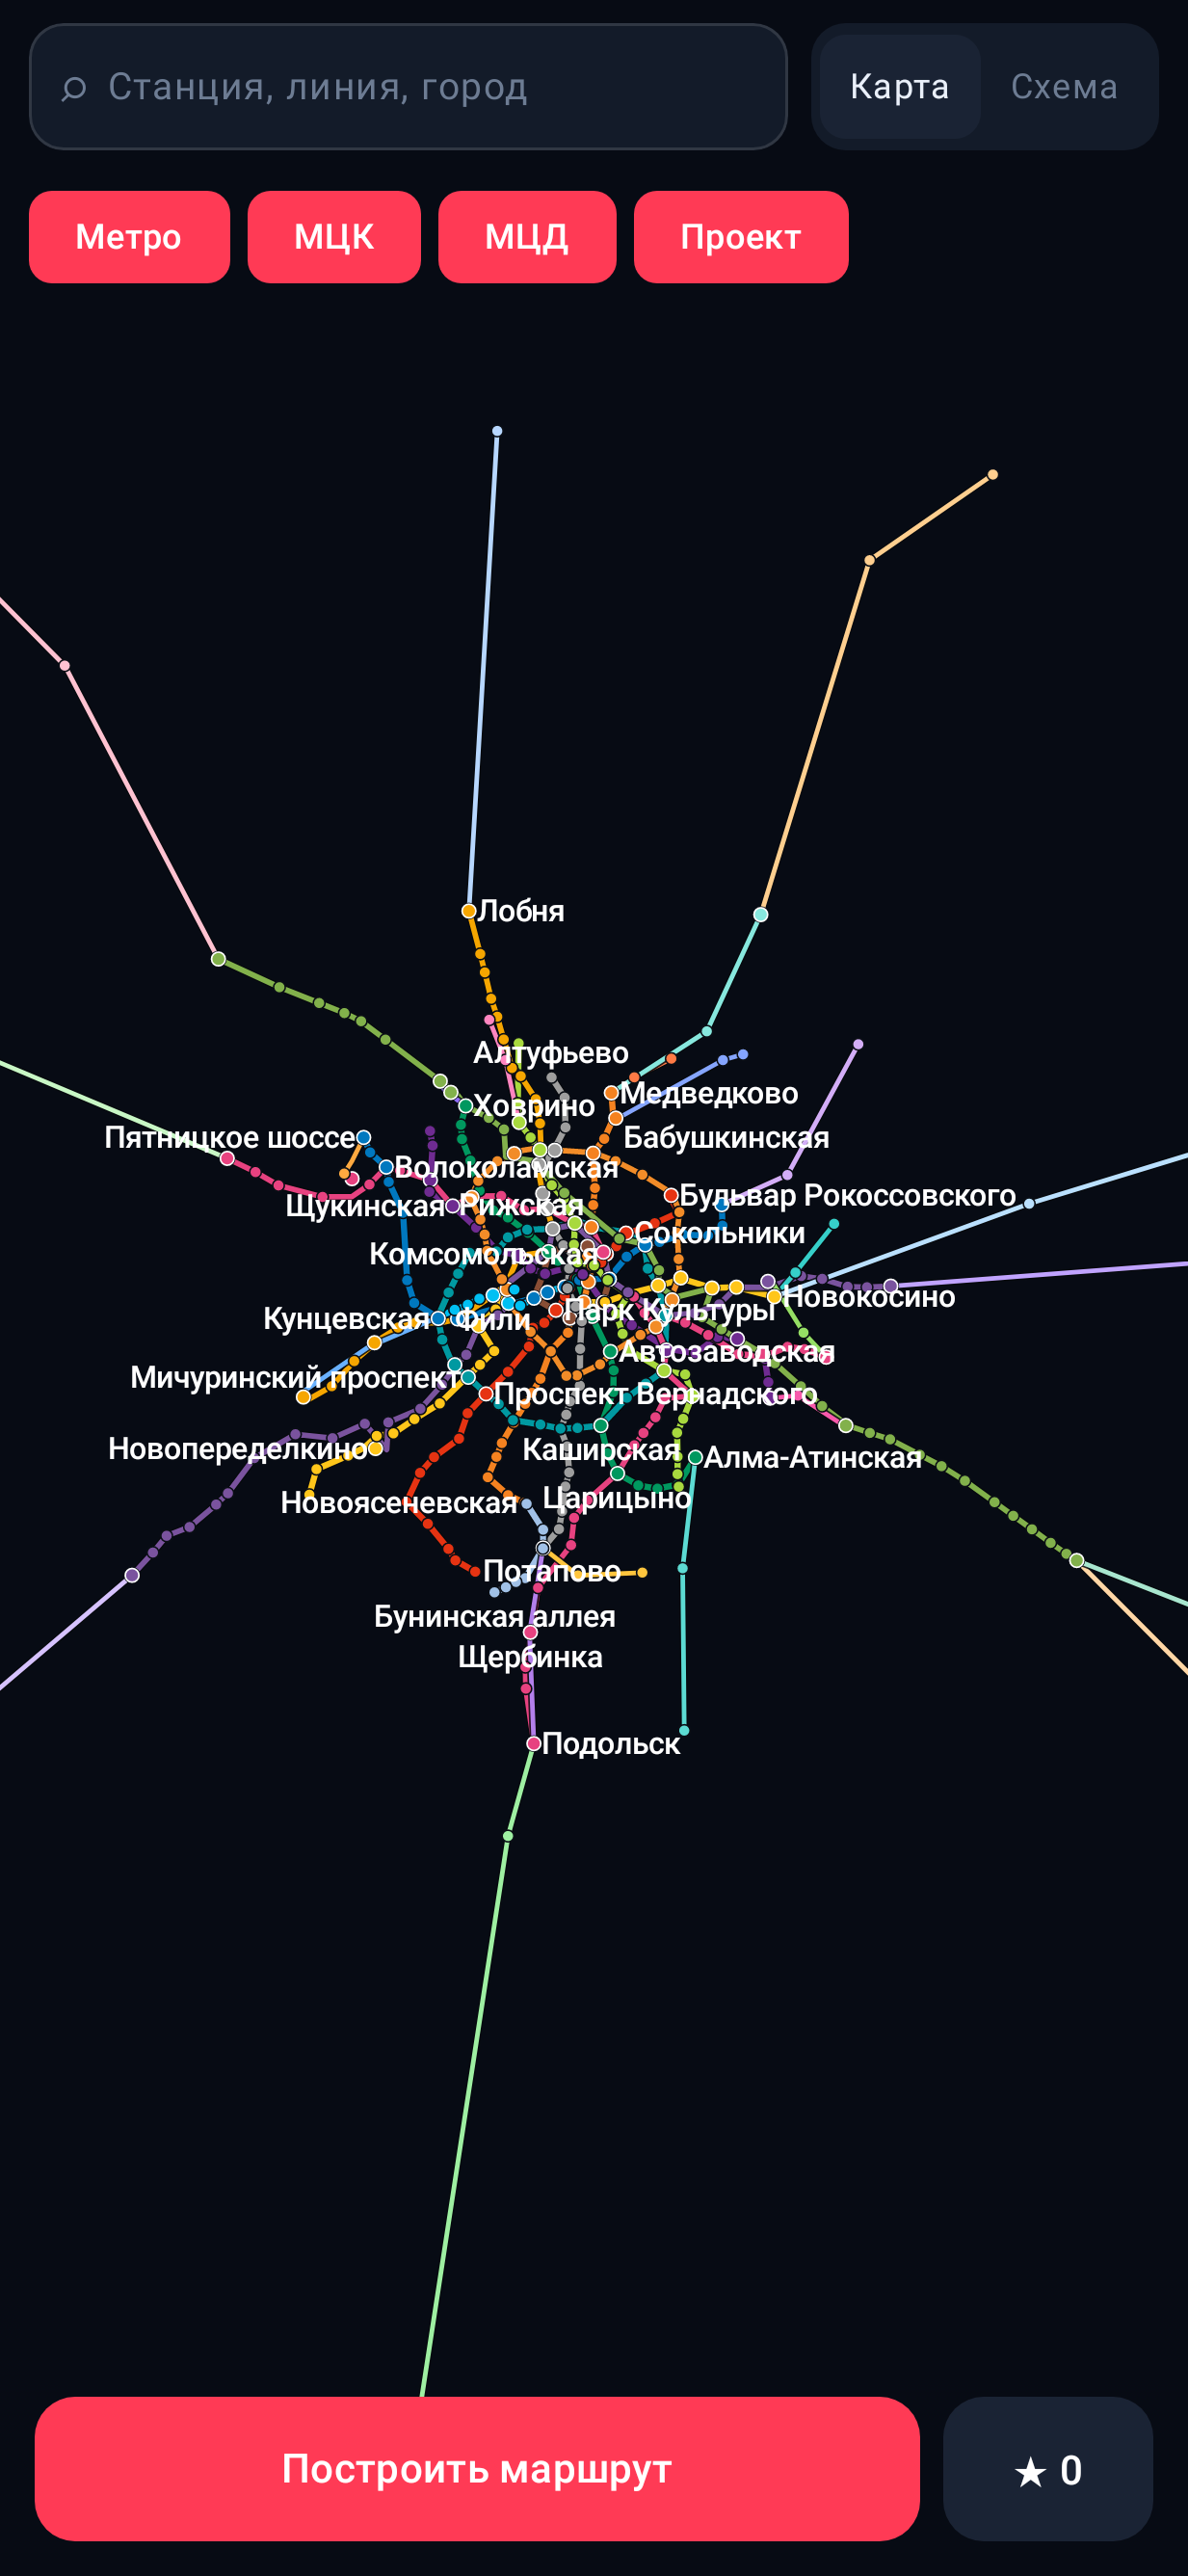 Станция, линия, город
Карта
Схема
Метро
МЦК
МЦД
Проект
Лобня
Алтуфьево
Медведково
Ховрино
Пятницкое шоссе
Бабушкинская
Волоколамская
Щукинская
Рижская
Бульвар Рокоссовского
Сокольники
Комсомольская
Новокосино
Кунцевская
Фили
Парк Культуры
Автозаводская
Мичуринский проспект
Проспект Вернадского
Новопеределкино
Каширская
Алма-Атинская
Новоясеневская
Царицыно
Потапово
Бунинская аллея
Щербинка
Подольск
Построить маршрут
★ 0